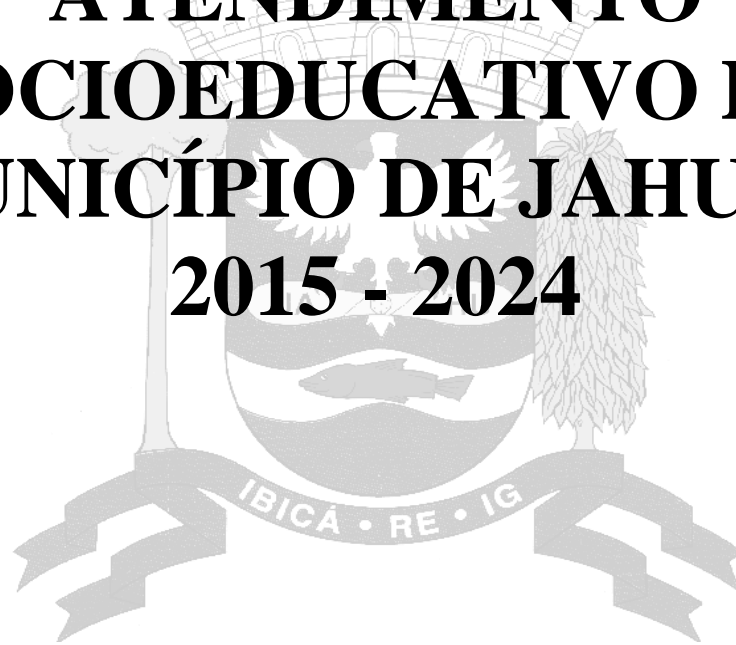 ATENDIMENTO
OCIOEDUCATIVO
UNICÍPIO DE JAHU
2015 - 2024
IBICÁ • RE • IG